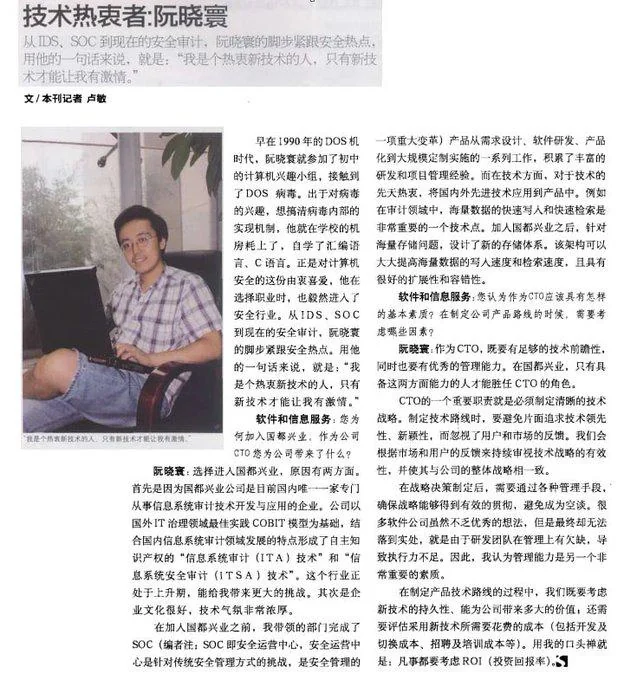 技术热衷者:阮晓寰
从IDS、SOC 到现在的安全审计，阮晓寰的脚步紧跟安全热点，
用他的一句话来说，就是：“我是个热衷新技术的人，只有新技
术才能让我有激情。”
文 / 本刊记者 卢敏
早在1990 年的DOS机
时代，阮晓寰就参加了初中
的计算机兴趣小组，接触到
了DOS 病毒。出于对病毒
的兴趣，想搞清病毒内部的
实现机制，他就在学校的机
房耗上了，自学了汇编语
言、C 语言。正是对计算机
安全的这份由衷喜爱，他在
选择职业时，也毅然进入了
安全行业。从IDS、SOC
到现在的安全审计，阮晓寰
的脚步紧跟安全热点。用他
的一句话来说，就是：“我
是个热衷新技术的人，只有
新技术才能让我有激情。”
软件和信息服务：您为
何加入国都兴业，作为公司
CTO 您为公司带来了什么？
“我是个热衷新技术的人，只有新技术才能让我有激情。”
阮晓寰：选择进人国都兴业，原因有两方面。
首先是因为国都兴业公司是目前国内唯一一家专门
从事信息系统审计技术开发与应用的企业。公司以
国外IT 治理领域最佳实践 COBIT 模型为基础，结
合国内信息系统审计领域发展的特点形成了自主知
识产权的“信息系统审计（ITA）技术”和“信
息系统安全审计（ITSA）技术”。这个行业正
处于上升期，能给我带来更大的挑战。其次是企
业文化很好，技术气氛非常浓厚。
在加入国都兴业之前，我带领的部门完成了
SOC（编者注：SOC 即安全运营中心，安全运营中
心是针对传统安全管理方式的挑战，是安全管理的
一项重大变革）产品从需求设计、软件研发、产品
化到大规模定制实施的一系列工作，积累了丰富的
研发和项目管理经验。而在技术方面，对于技术的
先天热衷，将国内外先进技术应用到产品中。例如
在审计领域中，海量数据的快速写人和快速检索是
非常重要的一个技术点。加人国都兴业之后，针对
海量存储问题，设计了新的存储体系。该架构可以
大大提高海量数据的写人速度和检索速度，且具有
很好的扩展性和容错性。
软件和信息服务：您认为作为CTO应该具有怎样
的基本素质？在制定公司产品路线的时候，需要考
虑哪些因素？
阮晓寰：作为CTO，既要有足够的技术前瞻性，
同时也要有优秀的管理能力。在国都兴业，只有具
备这两方面能力的人才能胜任CTO的角色。
CTO的一个重要职责就是必须制定清晰的技术
战略。制定技术路线时，要避免片面追求技术领先
性、新颖性，而忽视了用户和市场的反馈。我们会
根据市场和用户的反馈来持续审视技术战略的有效
性，并使其与公司的整体战略相一致。
在战略决策制定后，需要通过各种管理手段，
确保战略能够得到有效的贯彻，避免成为空谈。很
多软件公司虽然不乏优秀的想法，但是最终却无法
落到实处，就是由于研发团队在管理上有欠缺，导
致执行力不足。因此，我认为管理能力是另一个非
常重要的素质。
在制定产品技术路线的过程中，我们既要考虑
新技术的持久性、能为公司带来多大的价值；还需
要评估采用新技术所需要花费的成本（包括开发及
切换成本、招聘及培训成本等）。用我的口头禅就
是：凡事都要考虑ROI（投资回报率）。